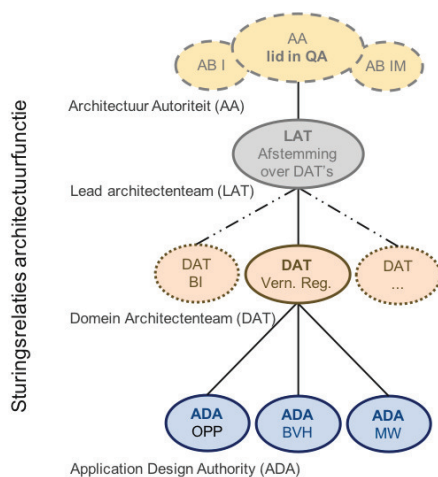 Sturingsrelaties architectuurfunctie
AA
lid in QA
AB I
AB IM
Architectuur Autoriteit (AA)
LAT
Afstemming
over DAT's
Lead architectenteam (LAT)
DAT
BI
DAT
Vern. Reg.
DAT
...
Domein Architectenteam (DAT)
ADA
OPP
ADA
BVH
ADA
MW
Application Design Authority (ADA)